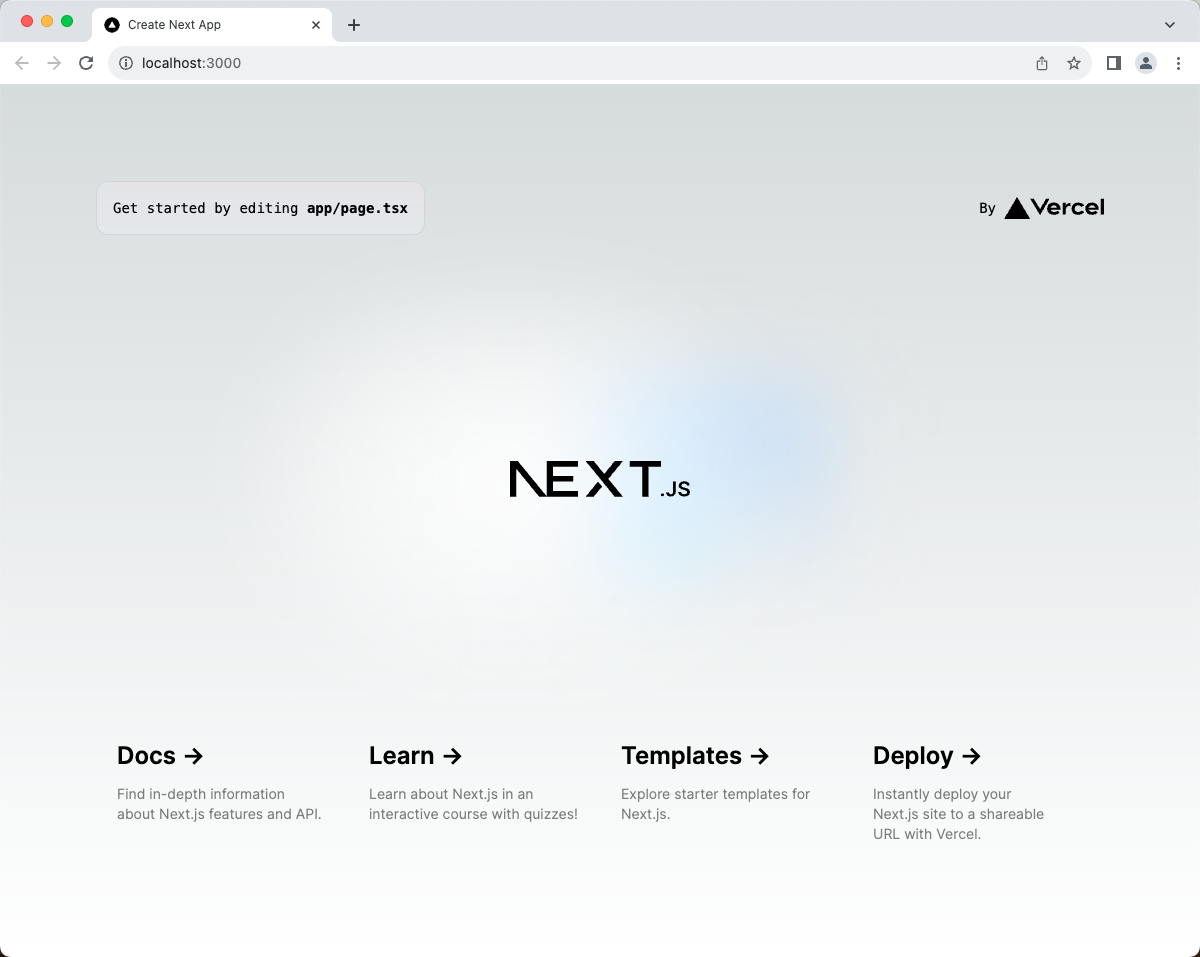 Create Next App
localhost:3000
Get started by editing app/page.tsx
By Vercel
NEXT.JS
Docs ->
Find in-depth information
about Next.js features and API.
Learn ->
Learn about Next.js in an
interactive course with quizzes!
Templates ->
Explore starter templates for
Next.js.
Deploy ->
Instantly deploy your
Next.js site to a shareable
URL with Vercel.